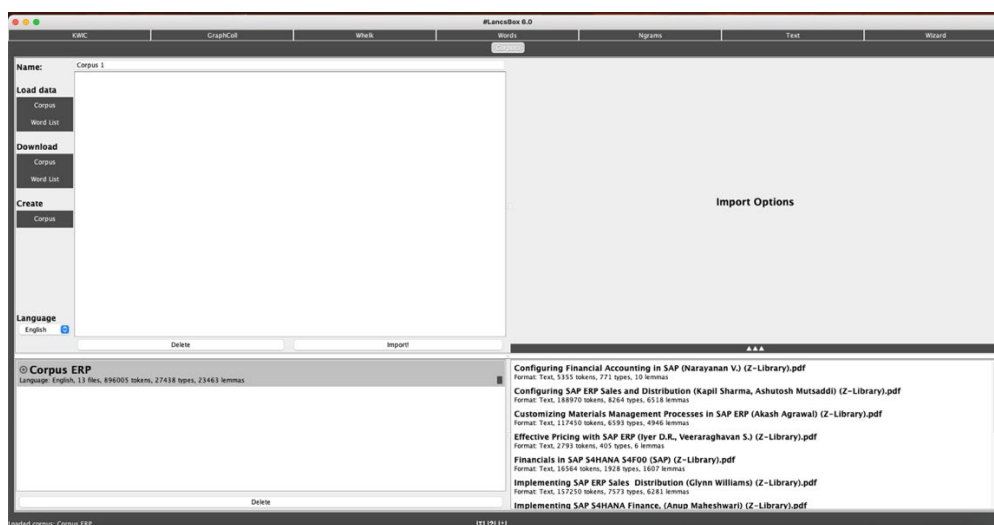 #LancsBox 6.0
KWIC GraphColl Whelk Words Ngrams Text Wizard
Corpora
Name: Corpus 1
Load data
Corpus
Word List
Download
Corpus
Word List
Create
Corpus
Language
English
Delete Import!
Import Options
▲▲▲
Corpus ERP
Language: English, 13 files, 896005 tokens, 27438 types, 23463 lemmas
Delete
Configuring Financial Accounting in SAP (Narayanan V.) (Z-Library).pdf
Format: Text, 5355 tokens, 771 types, 10 lemmas
Configuring SAP ERP Sales and Distribution (Kapil Sharma, Ashutosh Mutsaddi) (Z-Library).pdf
Format: Text, 188970 tokens, 8264 types, 6518 lemmas
Customizing Materials Management Processes in SAP ERP (Akash Agrawal) (Z-Library).pdf
Format: Text, 117450 tokens, 6593 types, 4946 lemmas
Effective Pricing with SAP ERP (Iyer D.R., Veeraraghavan S.) (Z-Library).pdf
Format: Text, 2793 tokens, 405 types, 6 lemmas
Financials in SAP S4HANA S4F00 (SAP) (Z-Library).pdf
Format: Text, 16564 tokens, 1928 types, 1607 lemmas
Implementing SAP ERP Sales Distribution (Glynn Williams) (Z-Library).pdf
Format: Text, 157250 tokens, 7573 types, 6281 lemmas
Implementing SAP S4HANA Finance, (Anup Maheshwari) (Z-Library).pdf
Loaded corpus: Corpus ERP